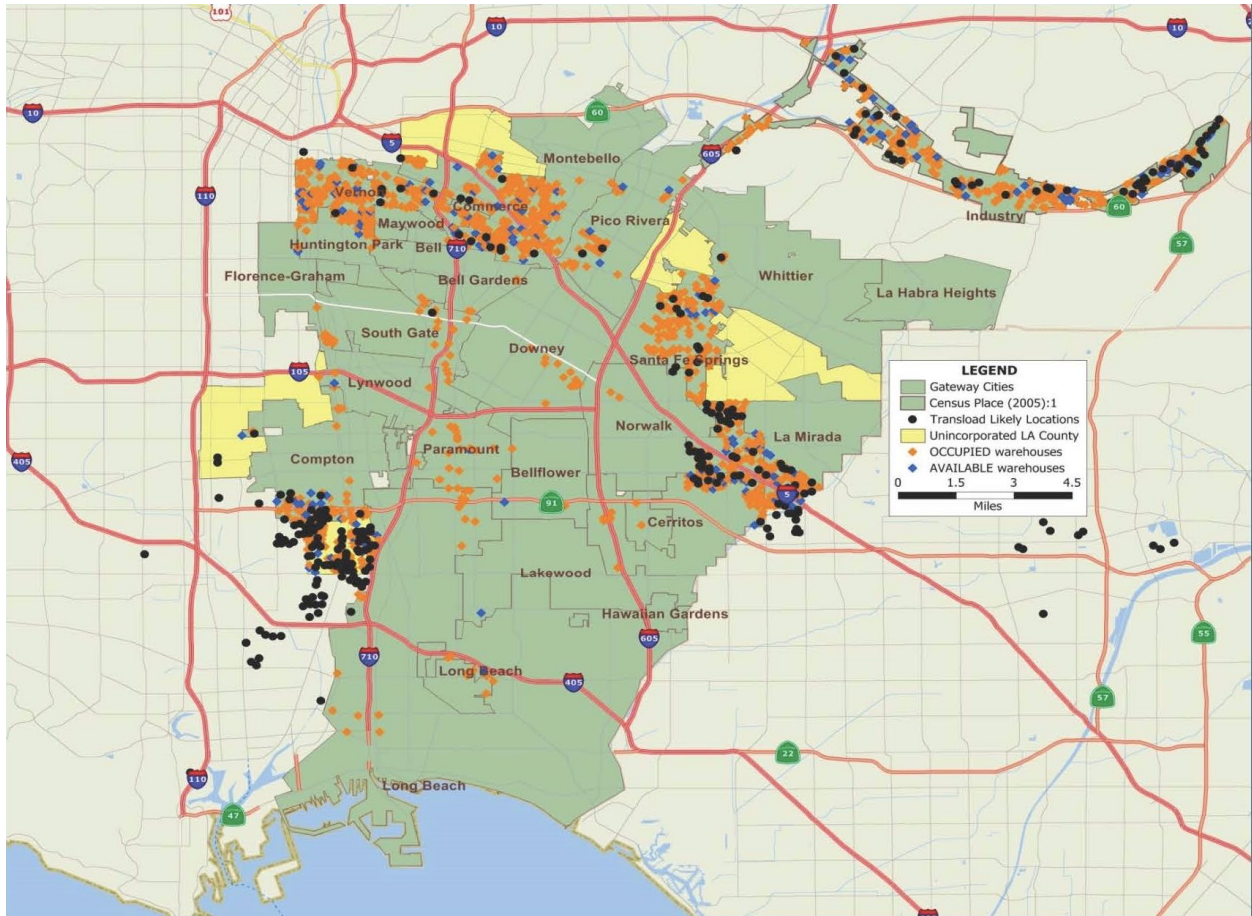 101
10
10
60
10
5
Montebello
605
110
Vernon
Commerce
Maywood
Pico Rivera
Industry
60
Huntington Park
Bell
710
57
Florence-Graham
Bell Gardens
Whittier
La Habra Heights
South Gate
Downey
Santa Fe Springs
105
Lynwood
LEGEND
Gateway Cities
Census Place (2005):1
Transload Likely Locations
Unincorporated LA County
OCCUPIED warehouses
AVAILABLE warehouses
0 1.5 3 4.5
Miles
Norwalk
La Mirada
405
Compton
Paramount
Bellflower
5
91
Cerritos
Lakewood
Hawaiian Gardens
605
55
710
Long Beach
405
57
22
110
Long Beach
47